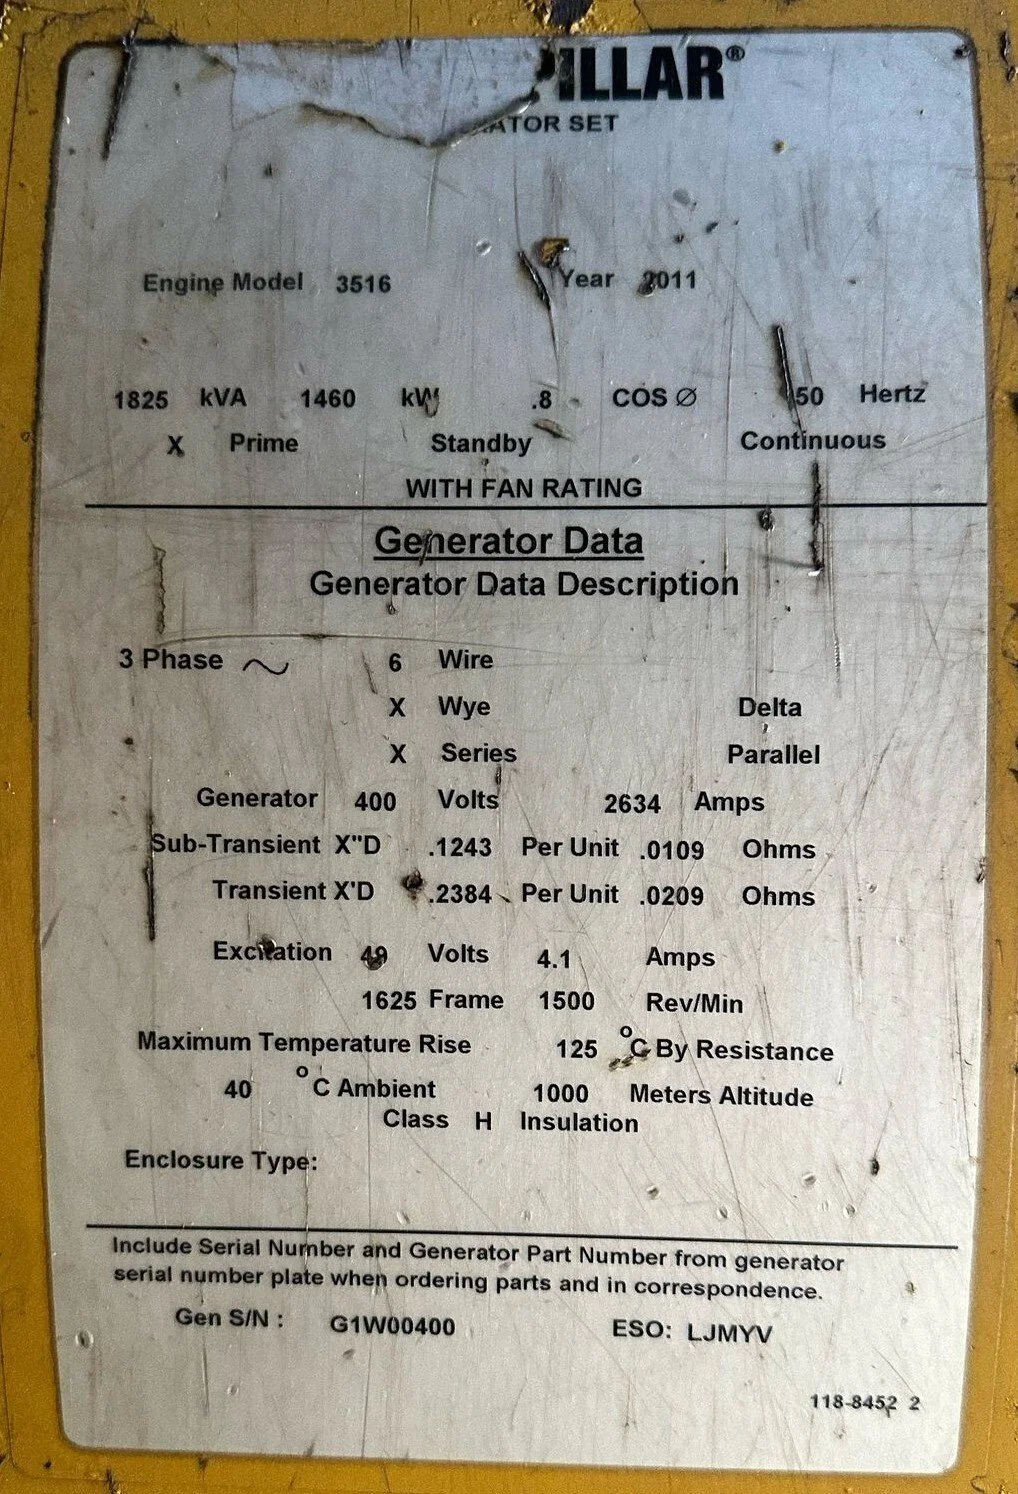 PILLAR®
ATOR SET
Engine Model 3516 Year 2011
1825 kVA 1460 kW .8 COS Ø 50 Hertz
X Prime Standby Continuous
WITH FAN RATING
Generator Data
Generator Data Description
3 Phase ~ 6 Wire
X Wye Delta
X Series Parallel
Generator 400 Volts 2634 Amps
Sub-Transient X"D .1243 Per Unit .0109 Ohms
Transient X'D .2384 Per Unit .0209 Ohms
Excitation 49 Volts 4.1 Amps
1625 Frame 1500 Rev/Min
Maximum Temperature Rise 125 °C By Resistance
40 °C Ambient 1000 Meters Altitude
Class H Insulation
Enclosure Type:
Include Serial Number and Generator Part Number from generator
serial number plate when ordering parts and in correspondence.
Gen S/N : G1W00400 ESO: LJMYV
118-8452 2